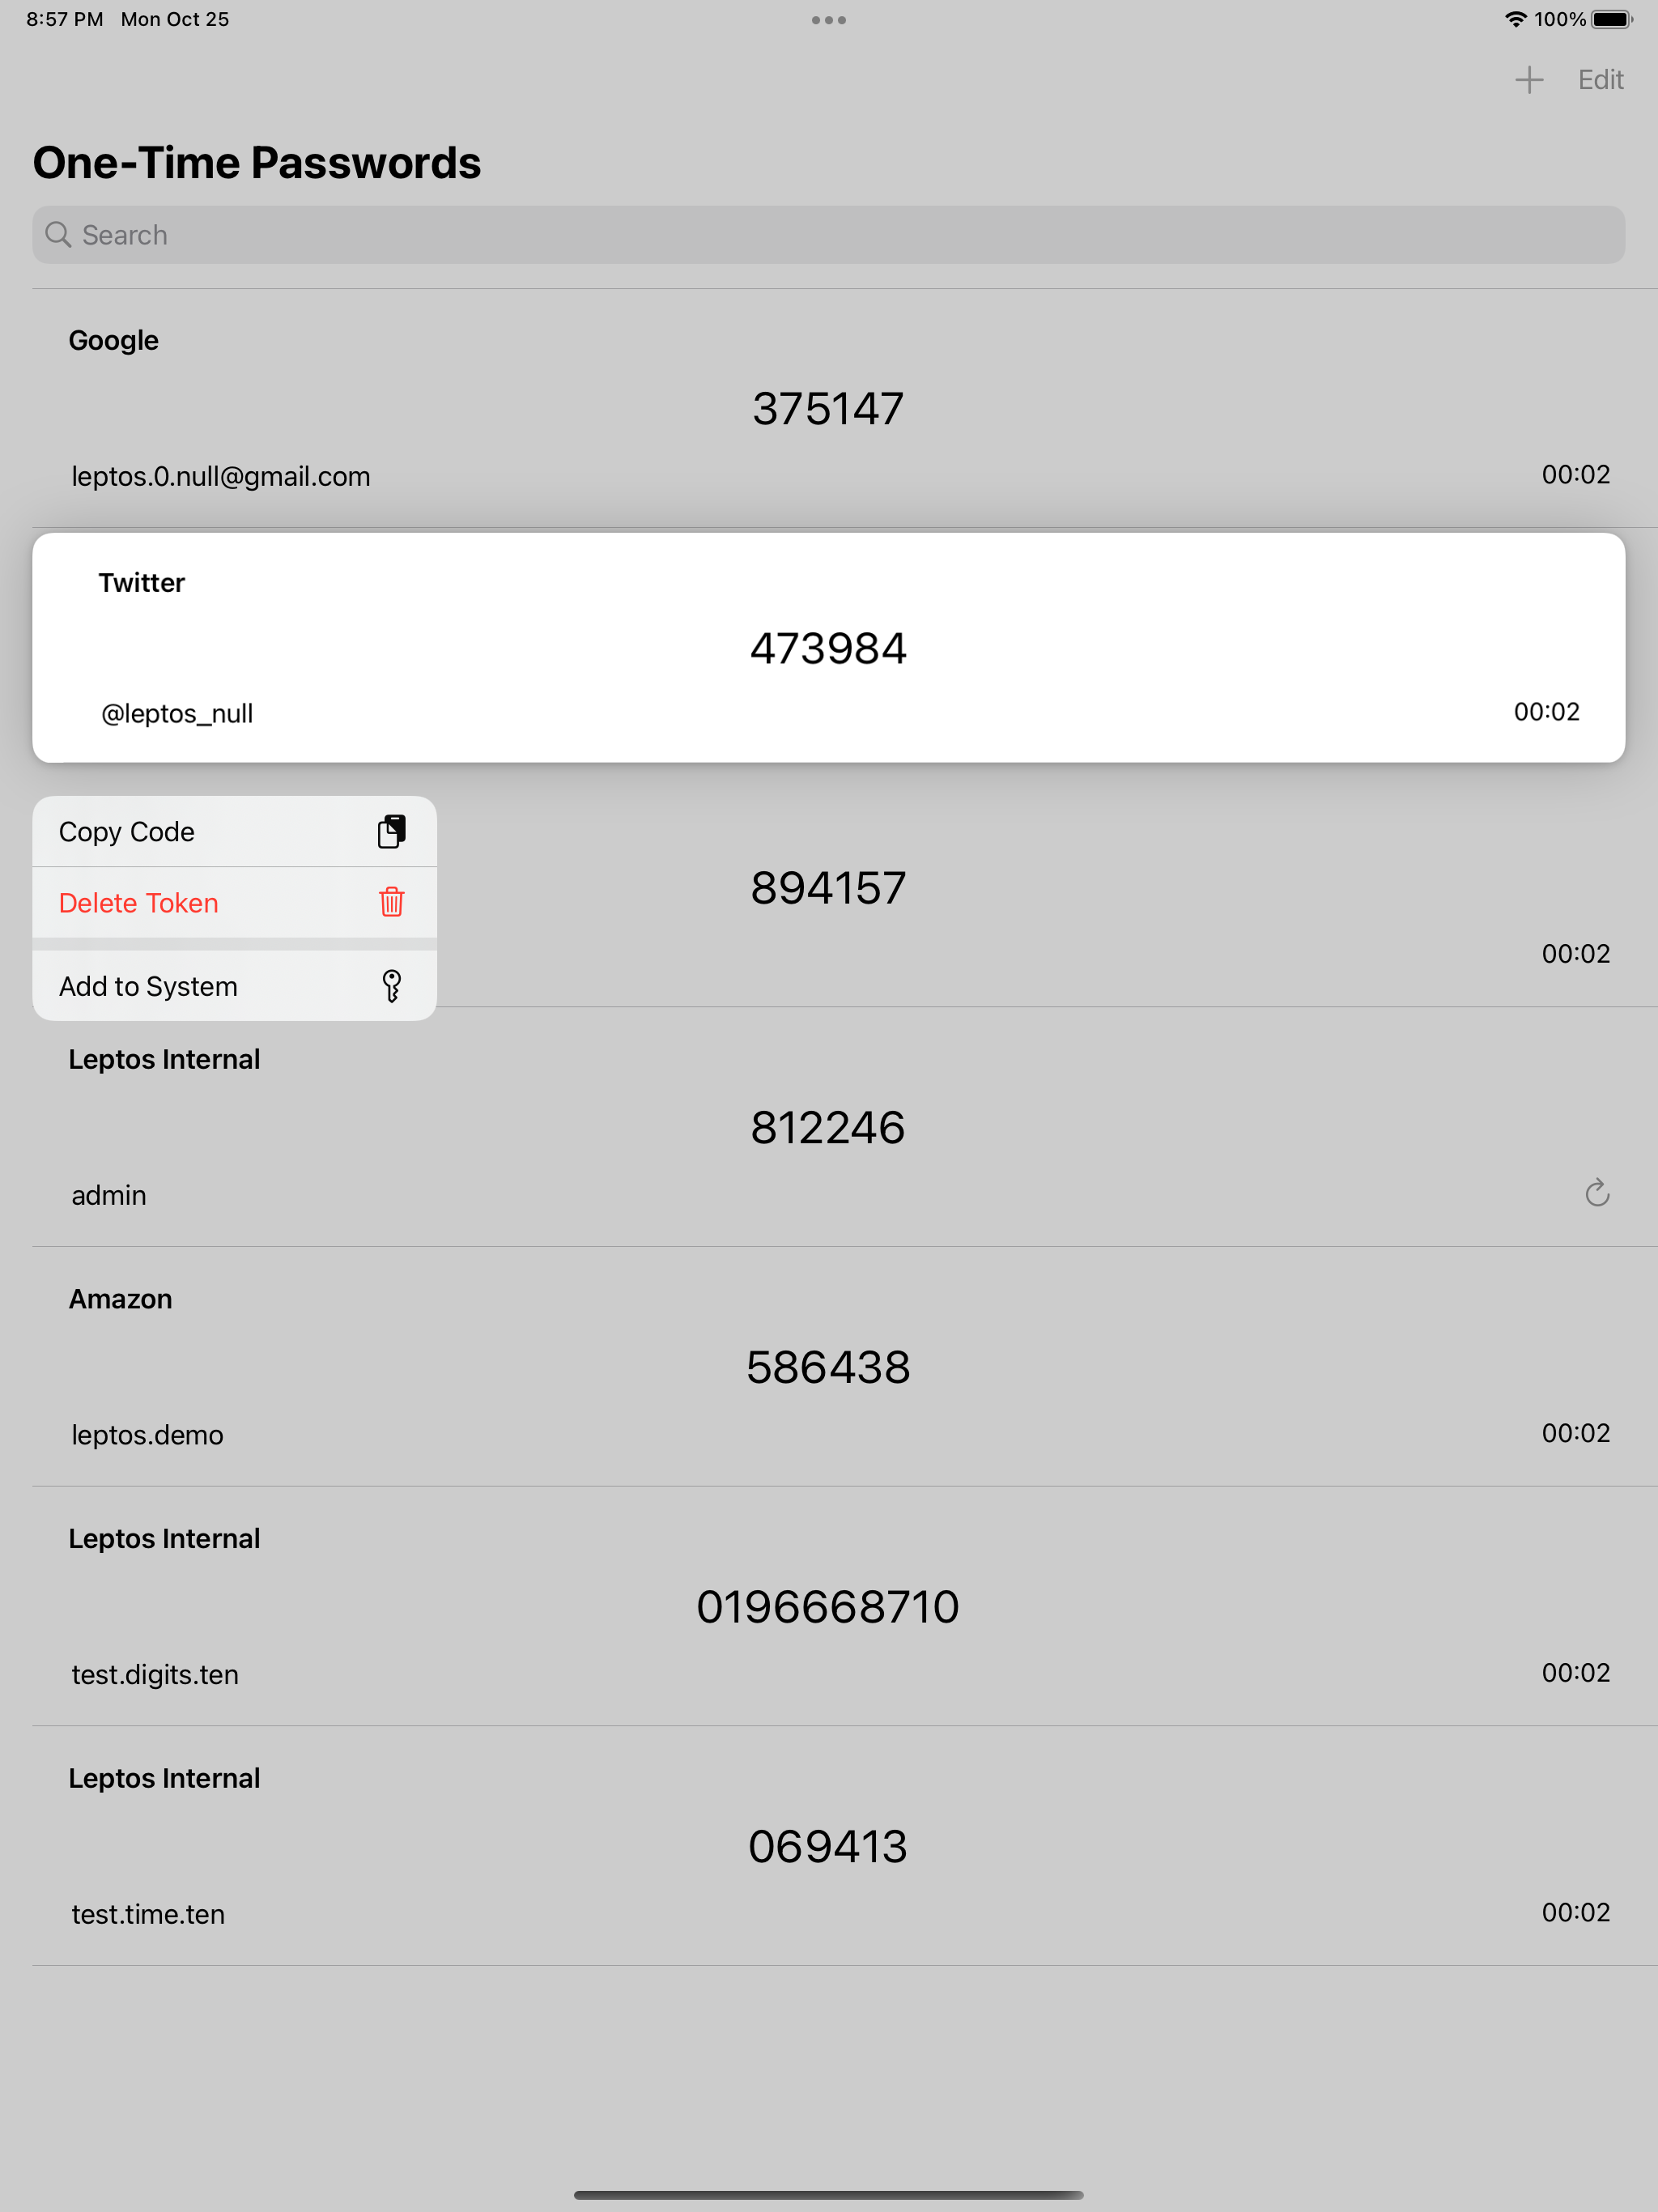 8:57 PM Mon Oct 25
100%
Edit
One-Time Passwords
Search
Google
375147
leptos.0.null@gmail.com 00:02
Twitter
473984
@leptos_null 00:02
Copy Code
894157
Delete Token
00:02
Add to System
Leptos Internal
812246
admin
Amazon
586438
leptos.demo 00:02
Leptos Internal
0196668710
test.digits.ten 00:02
Leptos Internal
069413
test.time.ten 00:02